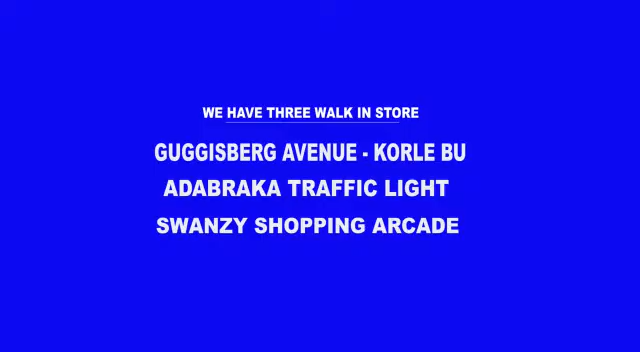 WE HAVE THREE WALK IN STORE
GUGGISBERG AVENUE - KORLE BU
ADABRAKA TRAFFIC LIGHT
SWANZY SHOPPING ARCADE